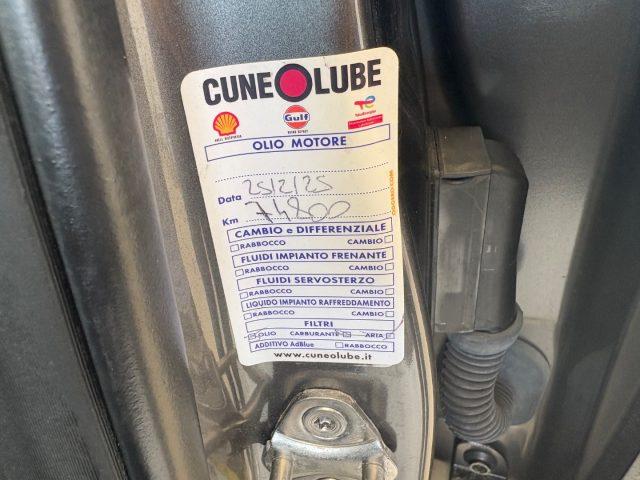 CUNEOLUBE
Gulf
OLIO MOTORE
Data 25/2/25
Km 74200
CAMBIO e DIFFERENZIALE
RABBOCCO CAMBIO
FLUIDI IMPIANTO FRENANTE
RABBOCCO CAMBIO
FLUIDI SERVOSTERZO
RABBOCCO CAMBIO
LIQUIDO IMPIANTO RAFFREDDAMENTO
RABBOCCO CAMBIO
FILTRI
OLIO CARBURANTE ARIA
ADDITIVO AdBlue RABBOCCO
www.cuneolube.it